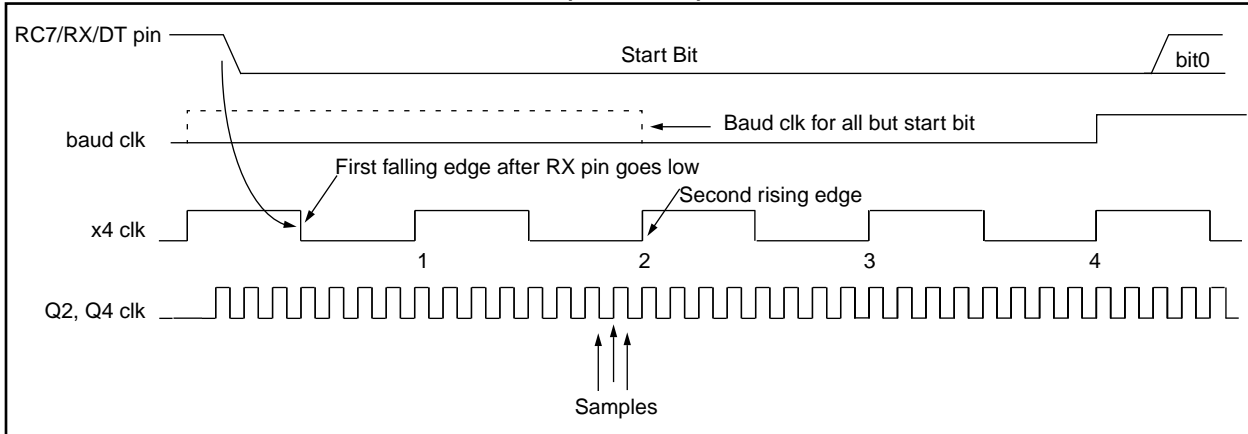 RC7/RX/DT pin
Start Bit
bit0
baud clk
Baud clk for all but start bit
First falling edge after RX pin goes low
Second rising edge
x4 clk
1 2 3 4
Q2, Q4 clk
Samples